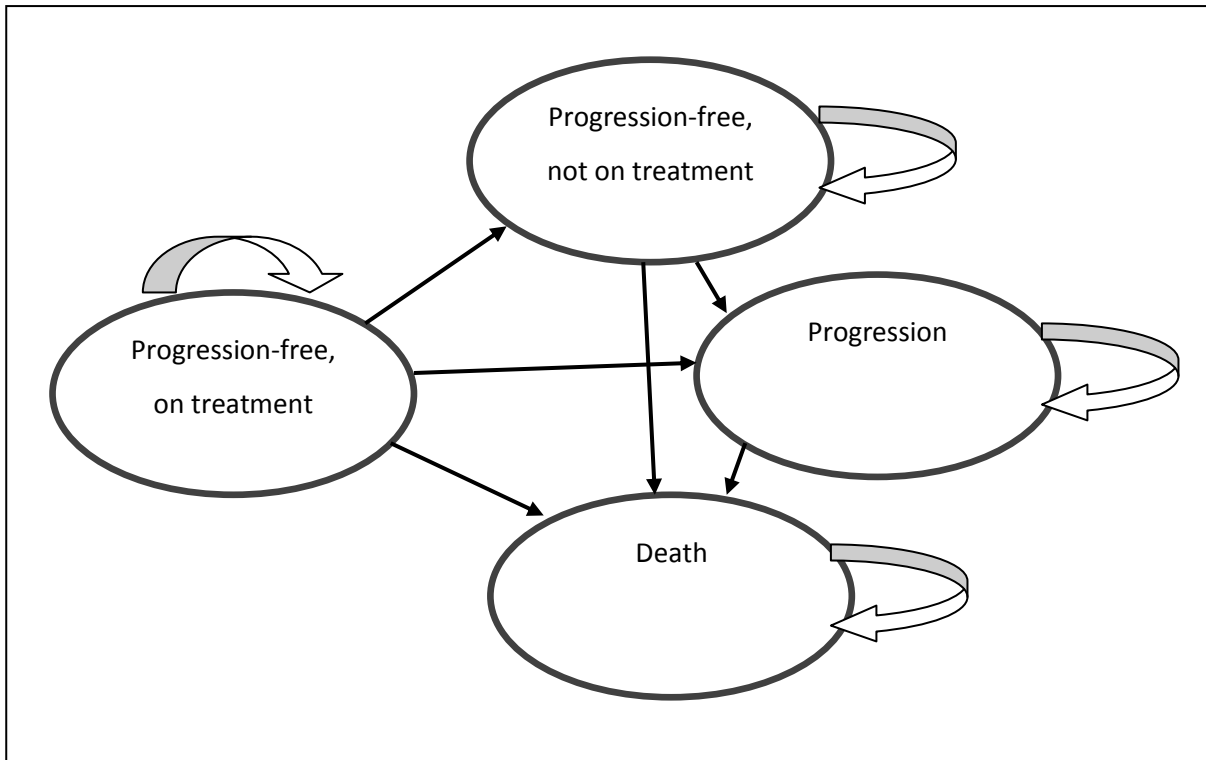 Progression-free,
not on treatment
Progression-free,
on treatment
Progression
Death